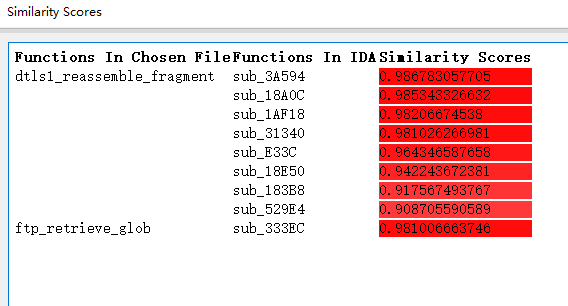 Similarity Scores
Functions In Chosen File Functions In IDA Similarity Scores
dtls1_reassemble_fragment sub_3A594 0.986783057705
sub_18A0C 0.985343326632
sub_1AF18 0.98206674538
sub_31340 0.981026266981
sub_E33C 0.964346587658
sub_18E50 0.942243672381
sub_183B8 0.917567493767
sub_529E4 0.908705590589
ftp_retrieve_glob sub_333EC 0.981006663746